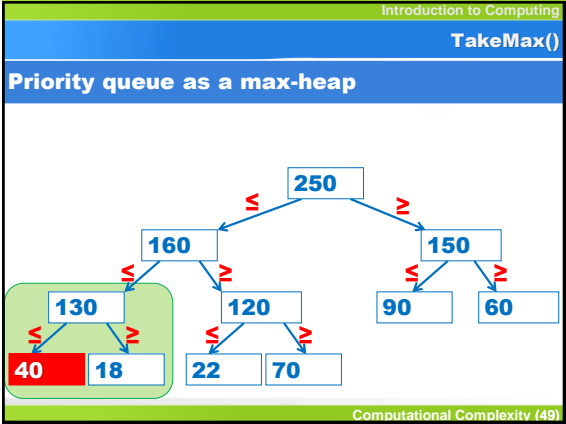 Introduction to Computing
TakeMax()
Priority queue as a max-heap
250
≤ ≥
160 150
≤ ≥ ≤ ≥
130 120 90 60
≤ ≥ ≤ ≥
40 18 22 70
Computational Complexity (49)